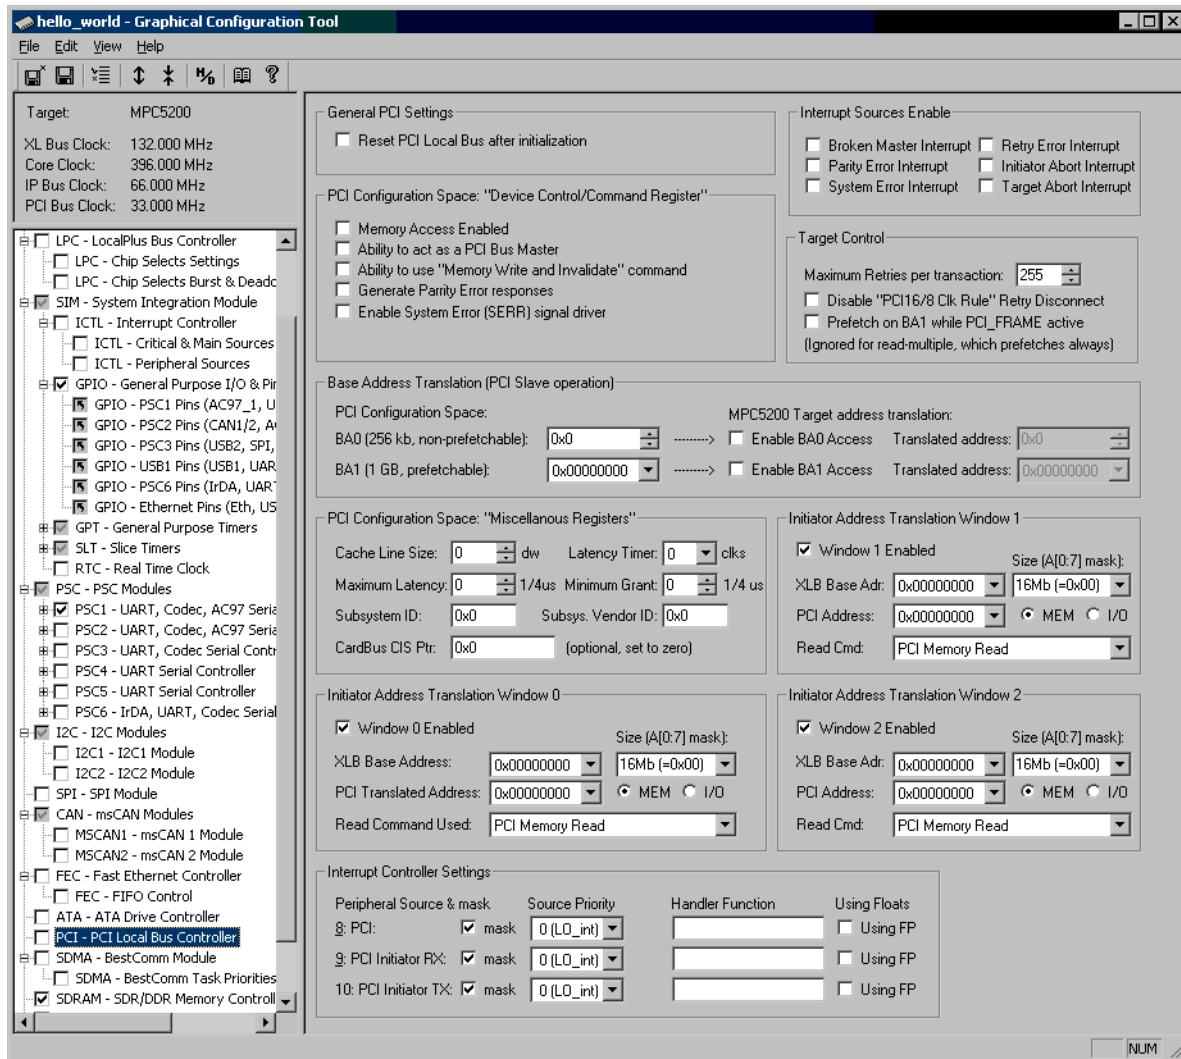 hello_world - Graphical Configuration Tool
File Edit View Help
Target: MPC5200
XL Bus Clock: 132.000 MHz
Core Clock: 396.000 MHz
IP Bus Clock: 66.000 MHz
PCI Bus Clock: 33.000 MHz
LPC - LocalPlus Bus Controller
LPC - Chip Selects Settings
LPC - Chip Selects Burst & Deadc
SIM - System Integration Module
ICTL - Interrupt Controller
ICTL - Critical & Main Sources
ICTL - Peripheral Sources
GPIO - General Purpose I/O & Pir
GPIO - PSC1 Pins (AC97_1, U
GPIO - PSC2 Pins (CAN1/2, A
GPIO - PSC3 Pins (USB2, SPI,
GPIO - USB1 Pins (USB1, UAR
GPIO - PSC6 Pins (IrDA, UAR
GPIO - Ethernet Pins (Eth, US
GPT - General Purpose Timers
SLT - Slice Timers
RTC - Real Time Clock
PSC - PSC Modules
PSC1 - UART, Codec, AC97 Seria
PSC2 - UART, Codec, AC97 Seria
PSC3 - UART, Codec Serial Contr
PSC4 - UART Serial Controller
PSC5 - UART Serial Controller
PSC6 - IrDA, UART, Codec Serial
I2C - I2C Modules
I2C1 - I2C1 Module
I2C2 - I2C2 Module
SPI - SPI Module
CAN - msCAN Modules
MSCAN1 - msCAN 1 Module
MSCAN2 - msCAN 2 Module
FEC - Fast Ethernet Controller
FEC - FIFO Control
ATA - ATA Drive Controller
PCI - PCI Local Bus Controller
SDMA - BestComm Module
SDMA - BestComm Task Priorities
SDRAM - SDR/DDR Memory Controll
General PCI Settings
Reset PCI Local Bus after initialization
Interrupt Sources Enable
Broken Master Interrupt Retry Error Interrupt
Parity Error Interrupt Initiator Abort Interrupt
System Error Interrupt Target Abort Interrupt
PCI Configuration Space: "Device Control/Command Register"
Memory Access Enabled
Ability to act as a PCI Bus Master
Ability to use "Memory Write and Invalidate" command
Generate Parrity Error responses
Enable System Error (SERR) signal driver
Target Control
Maximum Retries per transaction: 255
Disable "PCI16/8 Clk Rule" Retry Disconnect
Prefetch on BA1 while PCI_FRAME active
(Ignored for read-multiple, which prefetches always)
Base Address Translation (PCI Slave operation)
PCI Configuration Space: MPC5200 Target address translation:
BA0 (256 kb, non-prefetchable): 0x0 --------> Enable BA0 Access Translated address: 0x0
BA1 (1 GB, prefetchable): 0x00000000 --------> Enable BA1 Access Translated address: 0x00000000
PCI Configuration Space: "Miscellanous Registers"
Cache Line Size: 0 dw Latency Timer: 0 clks
Maximum Latency: 0 1/4us Minimum Grant: 0 1/4 us
Subsystem ID: 0x0 Subsys. Vendor ID: 0x0
CardBus CIS Ptr: 0x0 (optional, set to zero)
Initiator Address Translation Window 1
Window 1 Enabled Size (A[0:7] mask):
XLB Base Adr: 0x00000000 16Mb (=0x00)
PCI Address: 0x00000000 MEM I/O
Read Cmd: PCI Memory Read
Initiator Address Translation Window 0
Window 0 Enabled Size (A[0:7] mask):
XLB Base Address: 0x00000000 16Mb (=0x00)
PCI Translated Address: 0x00000000 MEM I/O
Read Command Used: PCI Memory Read
Initiator Address Translation Window 2
Window 2 Enabled Size (A[0:7] mask):
XLB Base Adr: 0x00000000 16Mb (=0x00)
PCI Address: 0x00000000 MEM I/O
Read Cmd: PCI Memory Read
Interrupt Controller Settings
Peripheral Source & mask Source Priority Handler Function Using Floats
8: PCI: mask 0 (LO_int) Using FP
9: PCI Initiator RX: mask 0 (LO_int) Using FP
10: PCI Initiator TX: mask 0 (LO_int) Using FP
NUM